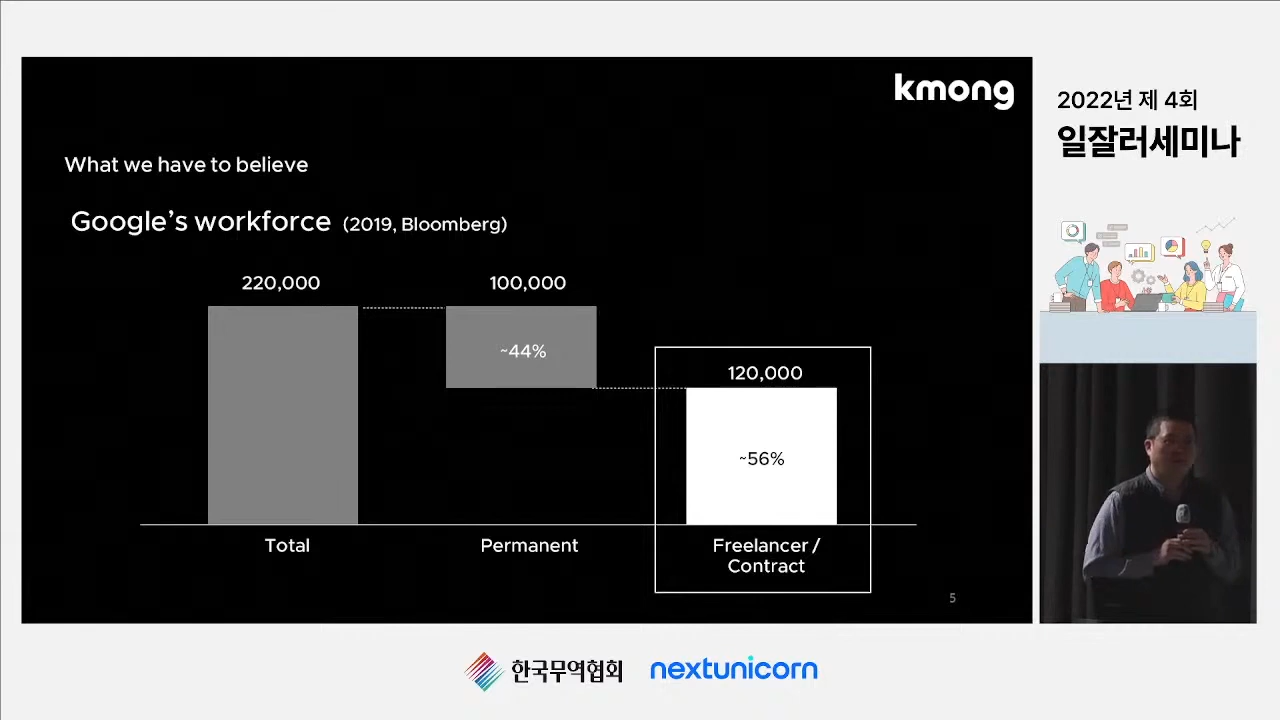 kmong
What we have to believe
Google’s workforce (2019, Bloomberg)
220,000
100,000
~44%
120,000
~56%
Total
Permanent
Freelancer /
Contract
5
2022년 제 4회
일잘러세미나
한국무역협회
nextunicorn